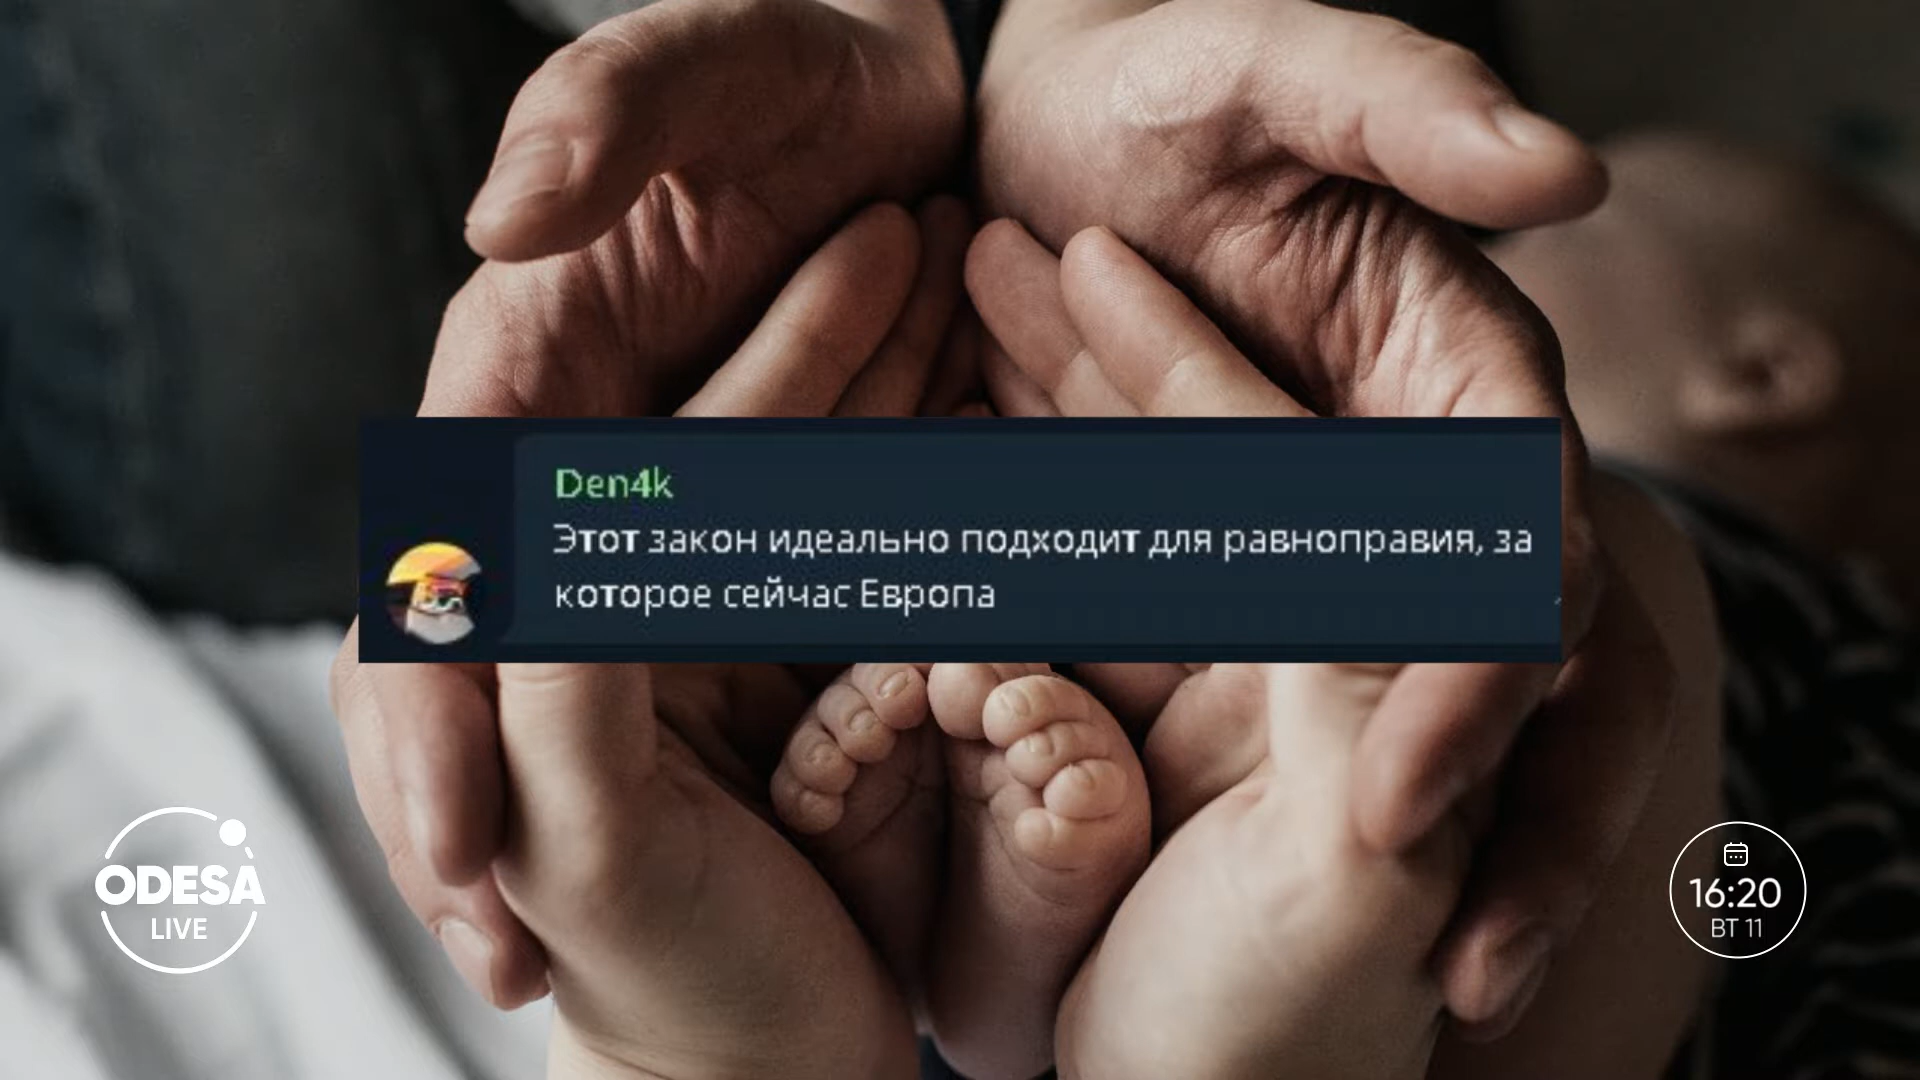 Den4k
Этот закон идеально подходит для равноправия, за
которое сейчас Европа
ODESA
LIVE
16:20
ВТ 11